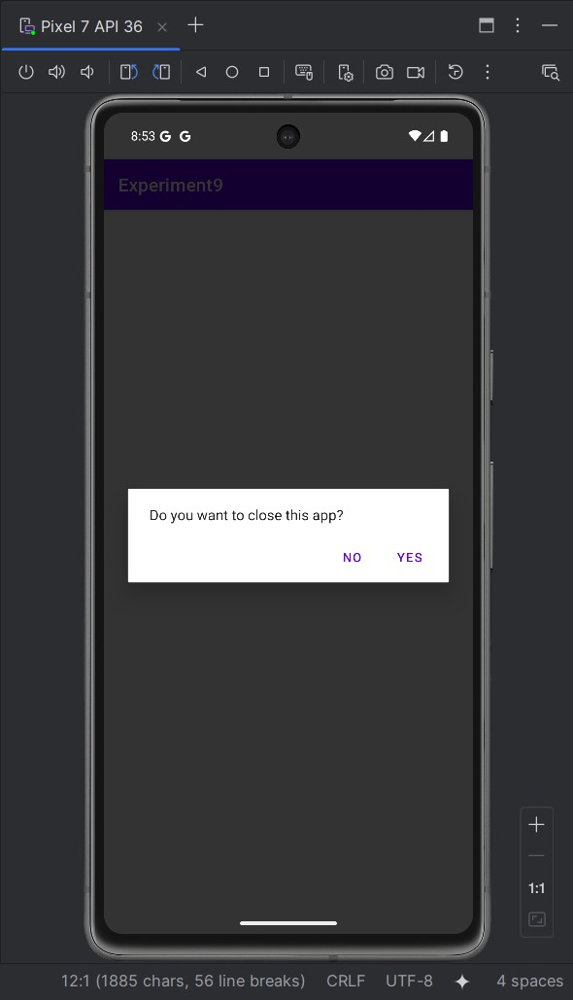 Pixel 7 API 36
8:53 G G
Experiment9
Do you want to close this app?
NO YES
1:1
12:1 (1885 chars, 56 line breaks) CRLF UTF-8 4 spaces